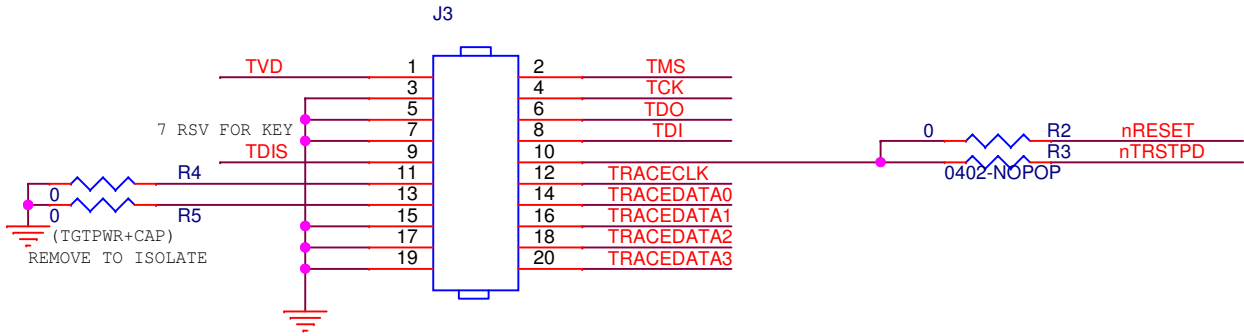 J3
TVD 1 2 TMS
3 4 TCK
5 6 TDO
7 RSV FOR KEY 7 8 TDI 0 R2 nRESET
TDIS 9 10 R3 nTRSTPD
R4 11 12 TRACECLK 0402-NOPOP
0 13 14 TRACEDATA0
0 R5 15 16 TRACEDATA1
(TGTPWR+CAP) 17 18 TRACEDATA2
REMOVE TO ISOLATE 19 20 TRACEDATA3